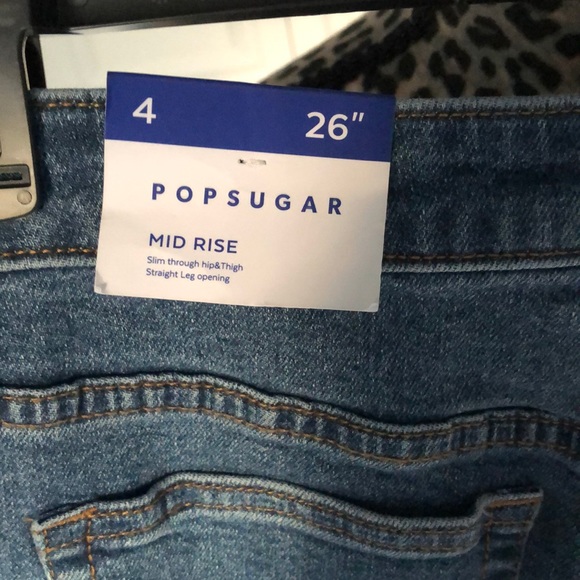 4 26"
POPSUGAR
MID RISE
Slim through hip&Thigh
Straight Leg opening